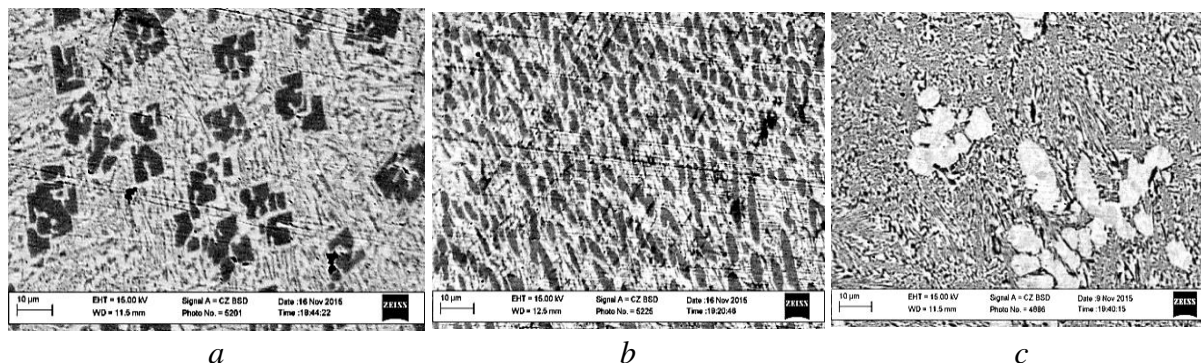 10 µm EHT = 15.00 kV Signal A = CZ BSD Date :16 Nov 2015 ZEISS
WD = 11.5 mm Photo No. = 5201 Time :19:44:22
a
10 µm EHT = 15.00 kV Signal A = CZ BSD Date :16 Nov 2015 ZEISS
WD = 12.5 mm Photo No. = 5225 Time :19:20:46
b
10 µm EHT = 15.00 kV Signal A = CZ BSD Date :9 Nov 2015 ZEISS
WD = 11.5 mm Photo No. = 4886 Time :19:40:15
c